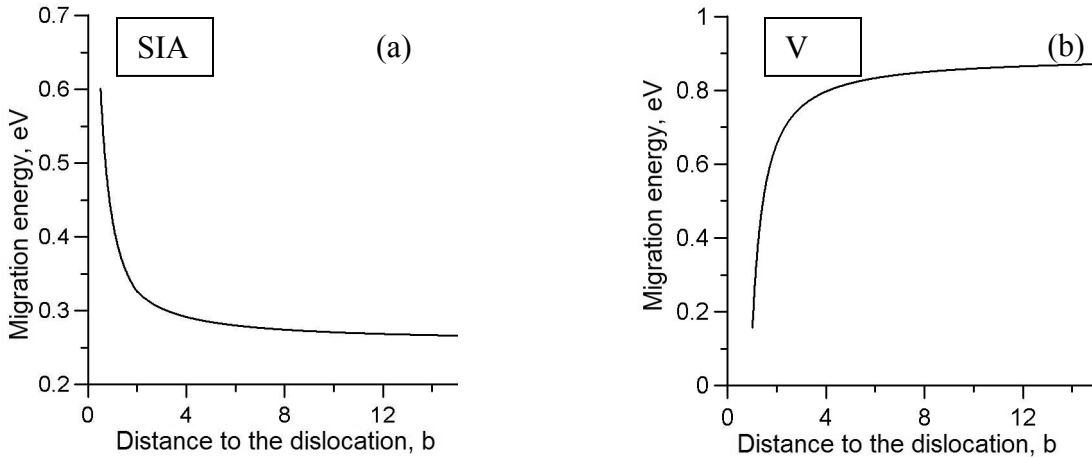 SIA
(a)
Migration energy, eV
0.7
0.6
0.5
0.4
0.3
0.2
0 4 8 12
Distance to the dislocation, b
V
(b)
Migration energy, eV
1
0.8
0.6
0.4
0.2
0
0 4 8 12
Distance to the dislocation, b